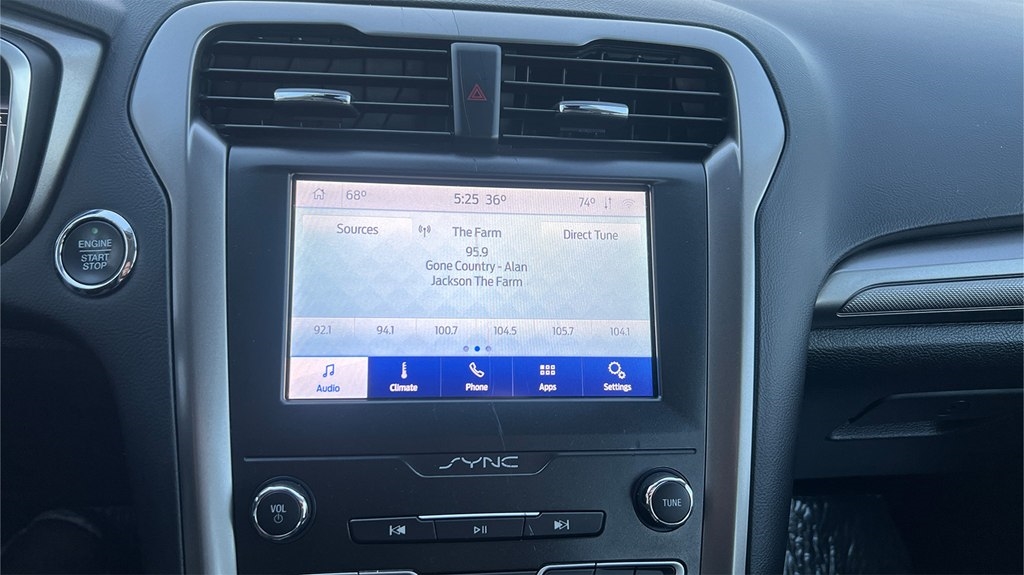 68° 5:25 36° 74°
Sources The Farm Direct Tune
95.9
Gone Country - Alan
Jackson The Farm
92.1 94.1 100.7 104.5 105.7 104.1
Audio Climate Phone Apps Settings
ENGINE
START
STOP
SYNC
VOL
TUNE